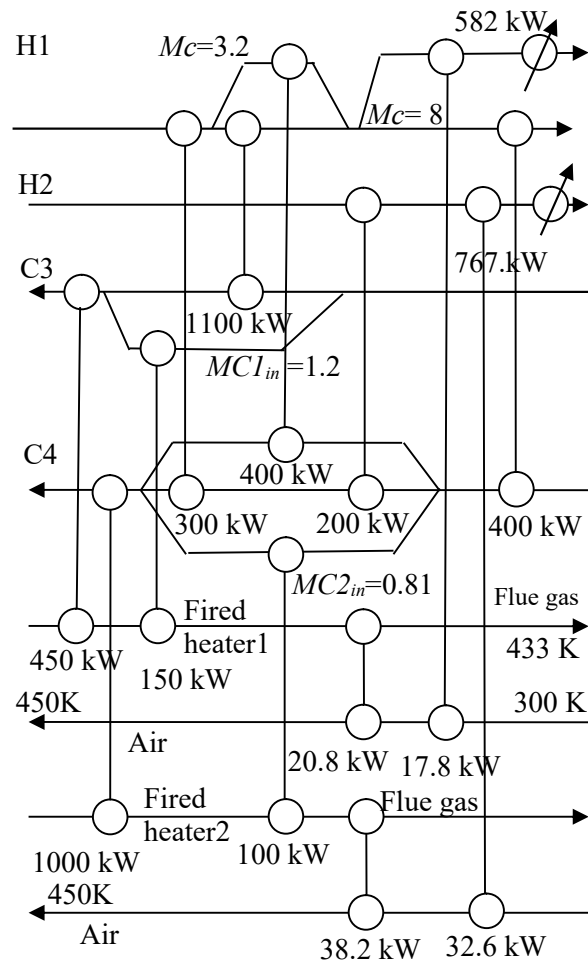 582 kW
H1
Mc=3.2
Mc= 8
H2
767.kW
C3
1100 kW
MC1in =1.2
C4
400 kW
300 kW
200 kW
400 kW
MC2in=0.81
Fired
heater1
Flue gas
450 kW
150 kW
433 K
450K
300 K
Air
20.8 kW
17.8 kW
Fired
heater2
Flue gas
1000 kW
100 kW
450K
Air
38.2 kW
32.6 kW